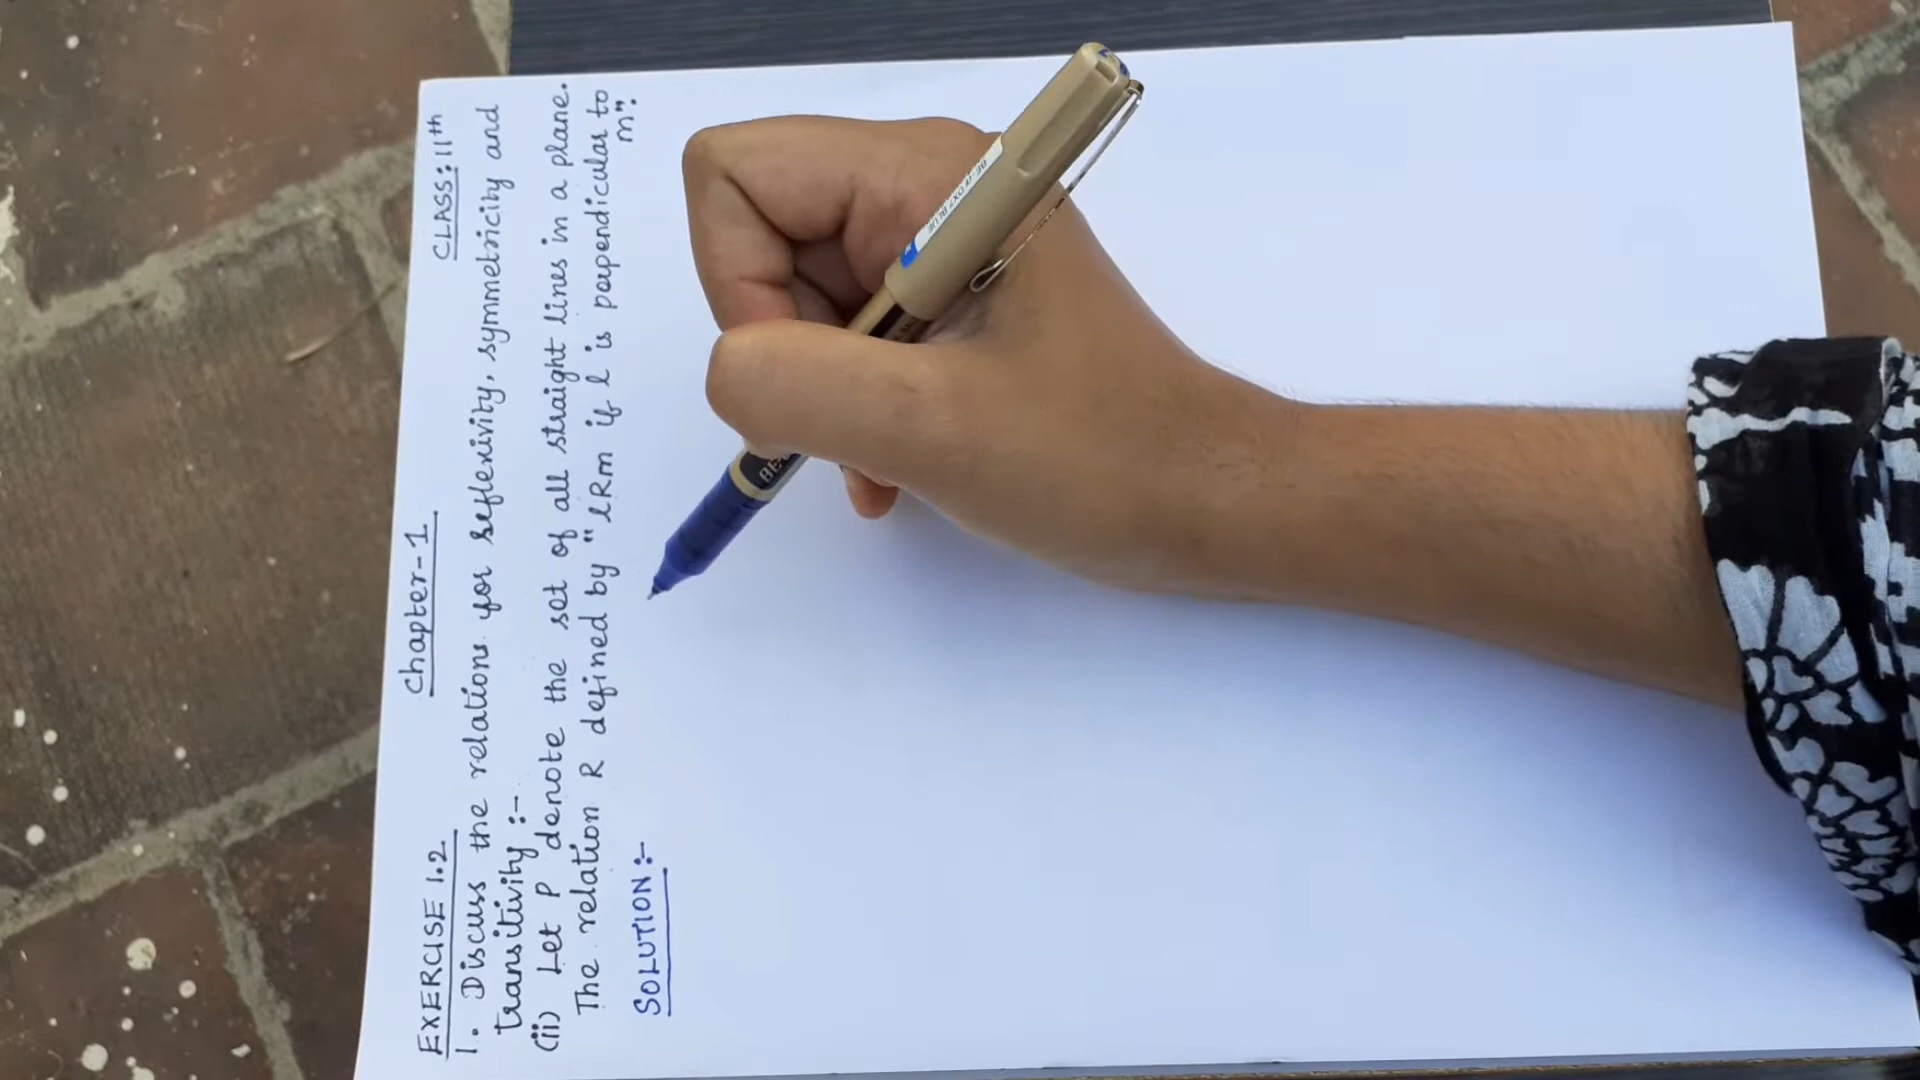 Chapter-1
CLASS: 11th
EXERCISE 1.2
1. Discuss the relations for reflexivity, symmetricity and
transitivity :-
(ii) Let P denote the set of all straight lines in a plane.
The relation R defined by "lRm if l is perpendicular to
m".
SOLUTION :-